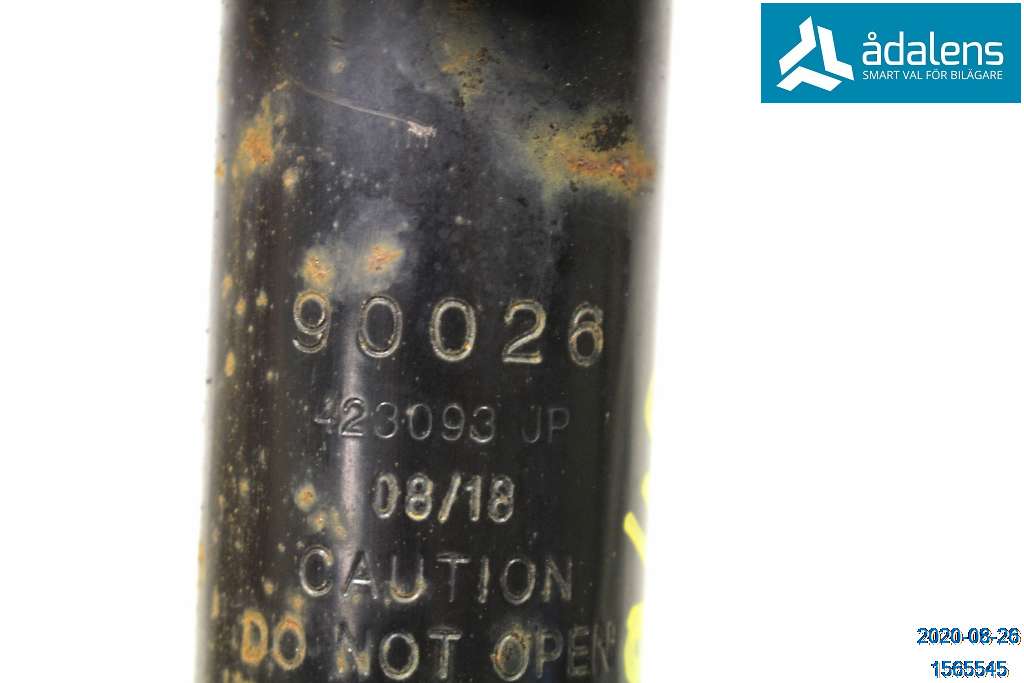 ådalens
SMART VAL FÖR BILÄGARE
90026
423093 JP
08/18
CAUTION
DO NOT OPEN
2020-08-26
1565545